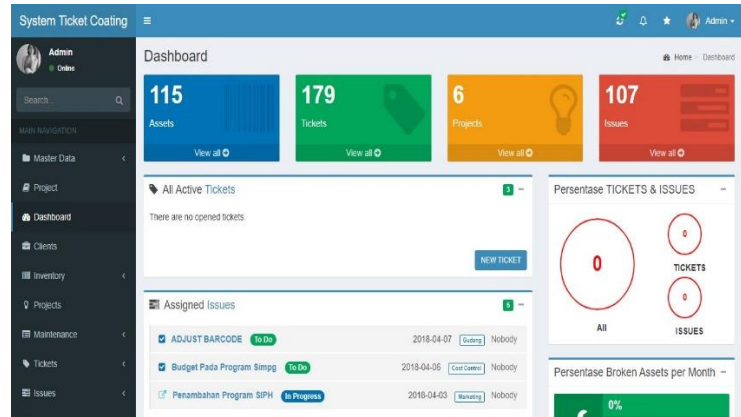 System Ticket Coating
Admin
Admin
Online
Search...
MAIN NAVIGATION
Master Data
Project
Dashboard
Clients
Inventory
Projects
Maintenance
Tickets
Issues
Dashboard
Home
Dashboard
115
Assets
View all
179
Tickets
View all
6
Projects
View all
107
Issues
View all
All Active Tickets
3
There are no opened tickets.
NEW TICKET
Assigned Issues
5
ADJUST BARCODE To Do 2018-04-07 Gudang Nobody
Budget Pada Program Simpg To Do 2018-04-06 Cost Control Nobody
Penambahan Program SIPH In Progress 2018-04-03 Marketing Nobody
Persentase TICKETS & ISSUES
0
All
0
TICKETS
0
ISSUES
Persentase Broken Assets per Month
0%